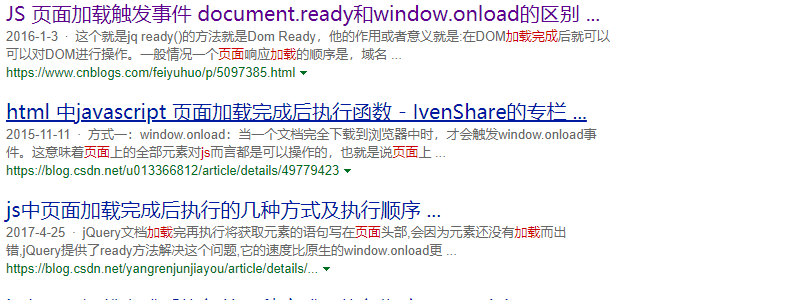 JS 页面加载触发事件 document.ready和window.onload的区别 ...
2016-1-3 · 这个就是jq ready()的方法就是Dom Ready，他的作用或者意义就是:在DOM加载完成后就可以
可以对DOM进行操作。一般情况一个页面响应加载的顺序是，域名 ...
https://www.cnblogs.com/feiyuhuo/p/5097385.html
html 中javascript 页面加载完成后执行函数 - IvenShare的专栏 ...
2015-11-11 · 方式一：window.onload：当一个文档完全下载到浏览器中时，才会触发window.onload事
件。这意味着页面上的全部元素对js而言都是可以操作的，也就是说页面上 ...
https://blog.csdn.net/u013366812/article/details/49779423
js中页面加载完成后执行的几种方式及执行顺序 ...
2017-4-25 · jQuery文档加载完再执行将获取元素的语句写在页面头部,会因为元素还没有加载而出
错,jQuery提供了ready方法解决这个问题,它的速度比原生的window.onload更 ...
https://blog.csdn.net/yangrenjunjiayou/article/details/...